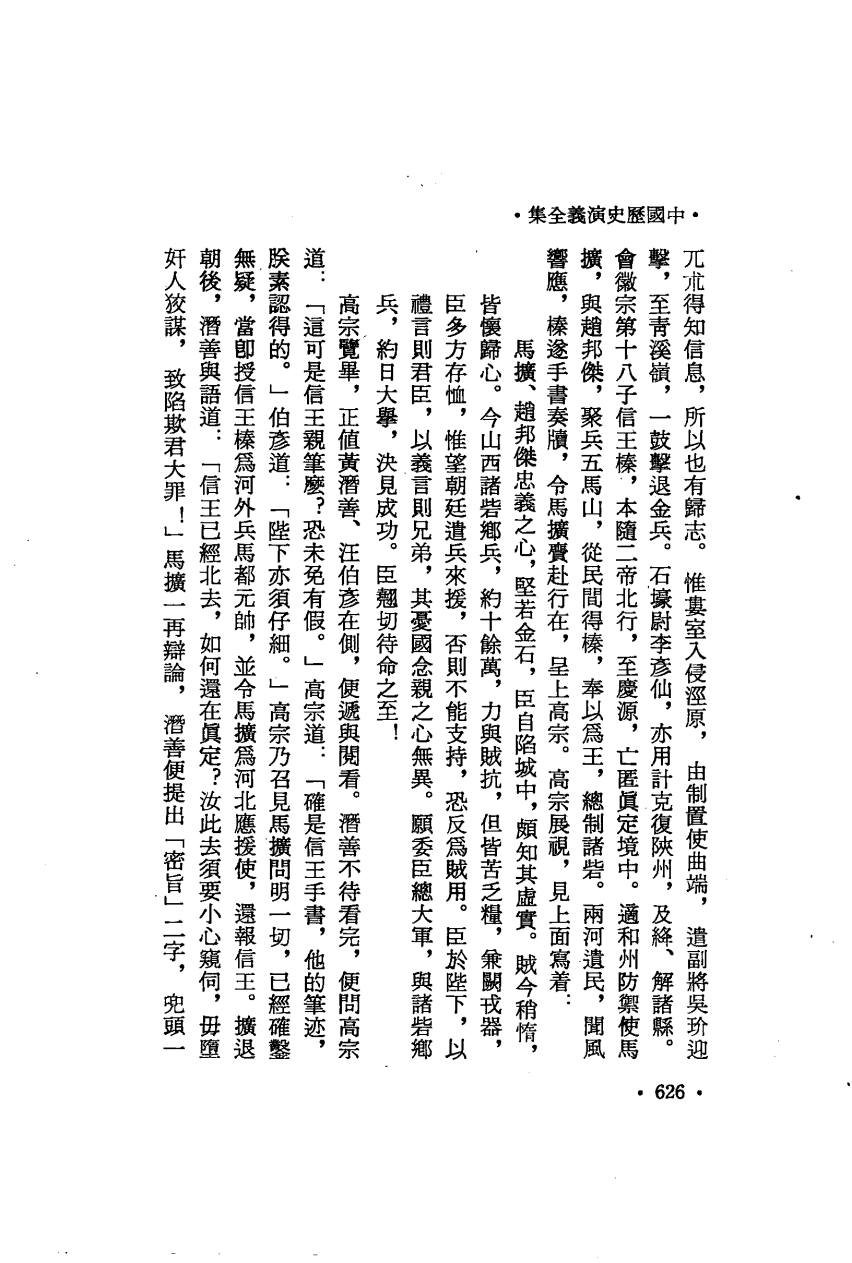 •中國歷史演義全集•
兀朮得知信息，所以也有歸志。惟婁室入侵涇原，由制置使曲端，遣副將吳玠迎
擊，至靑溪嶺，一鼓擊退金兵。石壕尉李彥仙，亦用計克復陝州，及絳、解諸縣。
會徽宗第十八子信王榛，本隨二帝北行，至慶源，亡匿眞定境中。適和州防禦使馬
擴，與趙邦傑，聚兵五馬山，從民間得榛，奉以爲王，總制諸砦。兩河遺民，聞風
響應，榛遂手書奏牘，令馬擴賷赴行在，呈上高宗。高宗展視，見上面寫着：
馬擴、趙邦傑忠義之心，堅若金石，臣自陷城中，頗知其虛實。賊今稍惰，
皆懷歸心。今山西諸砦鄉兵，約十餘萬，力與賊抗，但皆苦乏糧，兼闕戎器，
臣多方存恤，惟望朝廷遣兵來援，否則不能支持，恐反爲賊用。臣於陛下，以
禮言則君臣，以義言則兄弟，其憂國念親之心無異。願委臣總大軍，與諸砦鄉
兵，約日大擧，決見成功。臣翹切待命之至！
高宗覽畢，正値黃潛善、汪伯彥在側，便遞與閱看。潛善不待看完，便問高宗
道：「這可是信王親筆麼？恐未免有假。」高宗道：「確是信王手書，他的筆迹，
朕素認得的。」伯彥道：「陛下亦須仔細。」高宗乃召見馬擴問明一切，已經確鑿
無疑，當卽授信王榛爲河外兵馬都元帥，並令馬擴爲河北應援使，還報信王。擴退
朝後，潛善與語道：「信王已經北去，如何還在眞定？汝此去須要小心窺伺，毋墮
奸人狡謀，致陷欺君大罪！」馬擴一再辯論，潛善便提出「密旨」二字，兜頭一
•626•